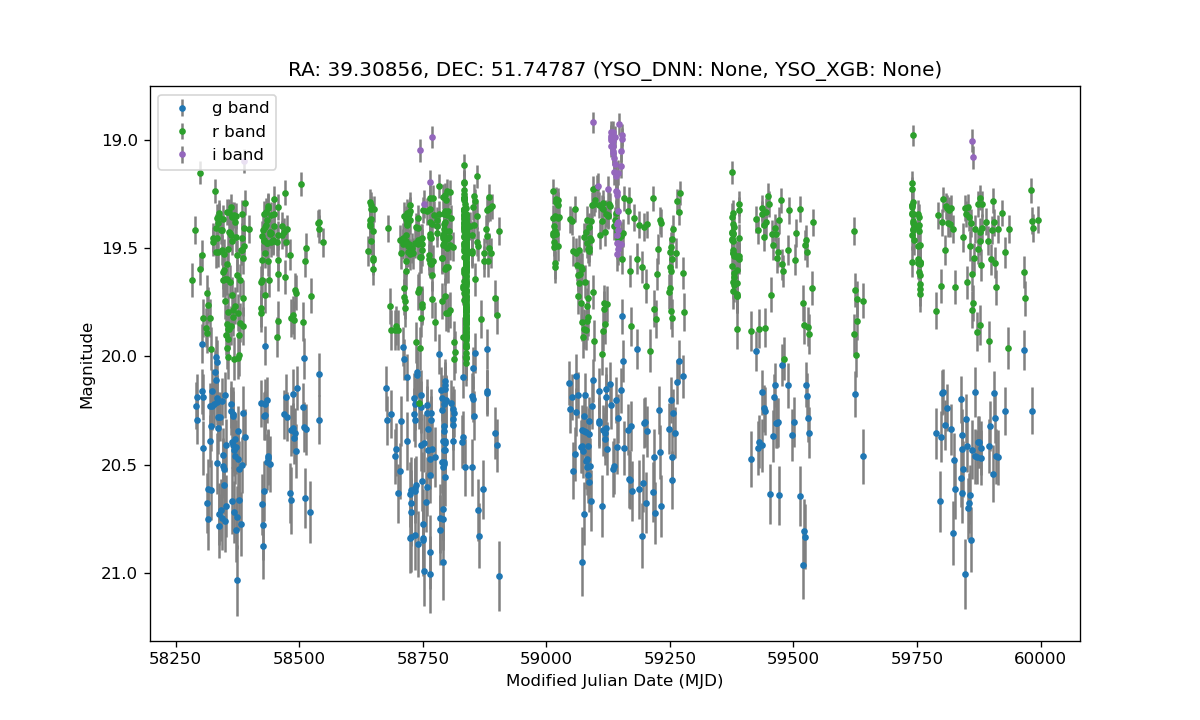 RA: 39.30856, DEC: 51.74787 (YSO_DNN: None, YSO_XGB: None)
g band
r band
i band
19.0
19.5
20.0
20.5
21.0
Magnitude
58250 58500 58750 59000 59250 59500 59750 60000
Modified Julian Date (MJD)